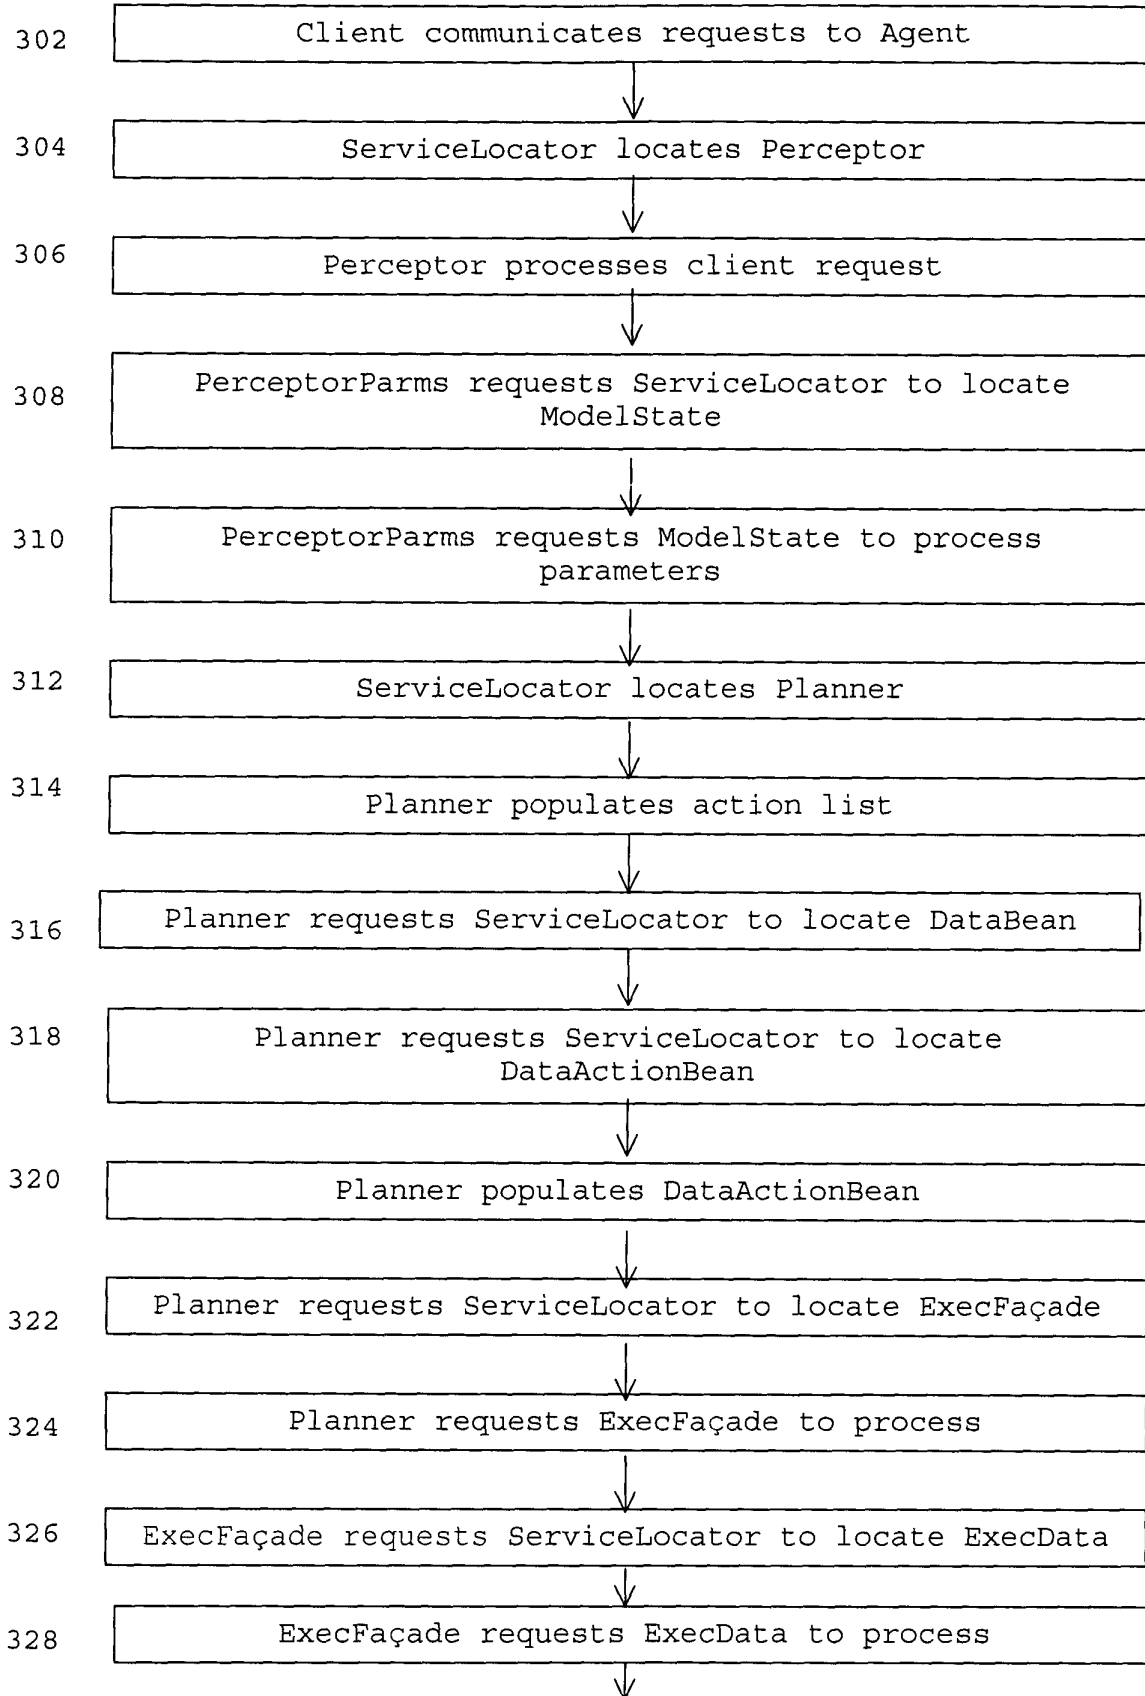 302 Client communicates requests to Agent
304 ServiceLocator locates Perceptor
306 Perceptor processes client request
308 PerceptorParms requests ServiceLocator to locate
ModelState
310 PerceptorParms requests ModelState to process
parameters
312 ServiceLocator locates Planner
314 Planner populates action list
316 Planner requests ServiceLocator to locate DataBean
318 Planner requests ServiceLocator to locate
DataActionBean
320 Planner populates DataActionBean
322 Planner requests ServiceLocator to locate ExecFaçade
324 Planner requests ExecFaçade to process
326 ExecFaçade requests ServiceLocator to locate ExecData
328 ExecFaçade requests ExecData to process